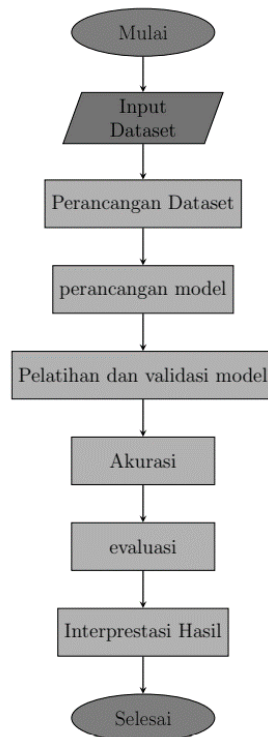 Mulai
Input
Dataset
Perancangan Dataset
perancangan model
Pelatihan dan validasi model
Akurasi
evaluasi
Interprestasi Hasil
Selesai